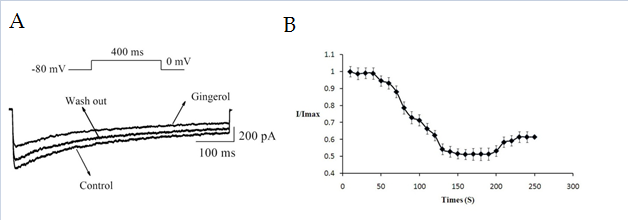 A
400 ms
-80 mV
0 mV
Wash out
Gingerol
200 pA
100 ms
Control
B
1.1
1
0.9
0.8
0.7
0.6
0.5
0.4
I/Imax
0
50
100
150
200
250
300
Times (S)